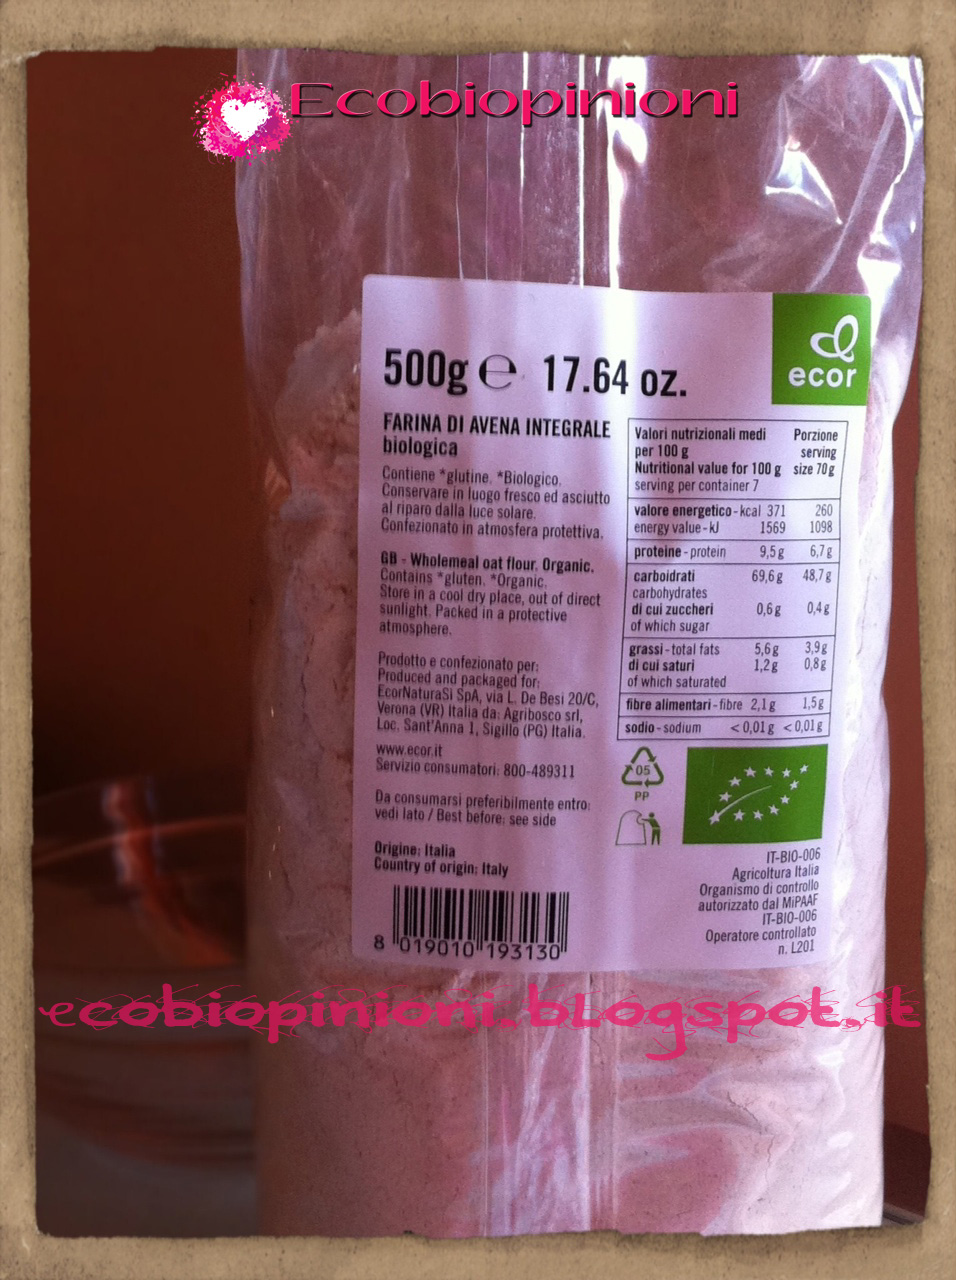 Ecobiopinioni
ecor
500g ℮ 17.64 oz.
FARINA DI AVENA INTEGRALE
biologica
Contiene *glutine. *Biologico.
Conservare in luogo fresco ed asciutto
al riparo dalla luce solare.
Confezionato in atmosfera protettiva.
GB - Wholemeal oat flour. Organic.
Contains *gluten. *Organic.
Store in a cool dry place, out of direct
sunlight. Packed in a protective
atmosphere.
Prodotto e confezionato per:
Produced and packaged for:
EcorNaturaSì SpA, via L. De Besi 20/C,
Verona (VR) Italia da: Agribosco srl,
Loc. Sant'Anna 1, Sigillo (PG) Italia.
www.ecor.it
Servizio consumatori: 800-489311
Da consumarsi preferibilmente entro:
vedi lato / Best before: see side
Origine: Italia
Country of origin: Italy
8 019010 193130
Valori nutrizionali medi Porzione
per 100 g serving
Nutritional value for 100 g size 70g
serving per container 7
valore energetico - kcal 371 260
energy value - kJ 1569 1098
proteine - protein 9,5 g 6,7 g
carboidrati 69,6 g 48,7 g
carbohydrates
di cui zuccheri 0,6 g 0,4 g
of which sugar
grassi - total fats 5,6 g 3,9 g
di cui saturi 1,2 g 0,8 g
of which saturated
fibre alimentari - fibre 2,1 g 1,5 g
sodio - sodium <0,01 g <0,01 g
05
PP
IT-BIO-006
Agricoltura Italia
Organismo di controllo
autorizzato dal MiPAAF
IT-BIO-006
Operatore controllato
n. L201
ecobiopinioni.blogspot.it